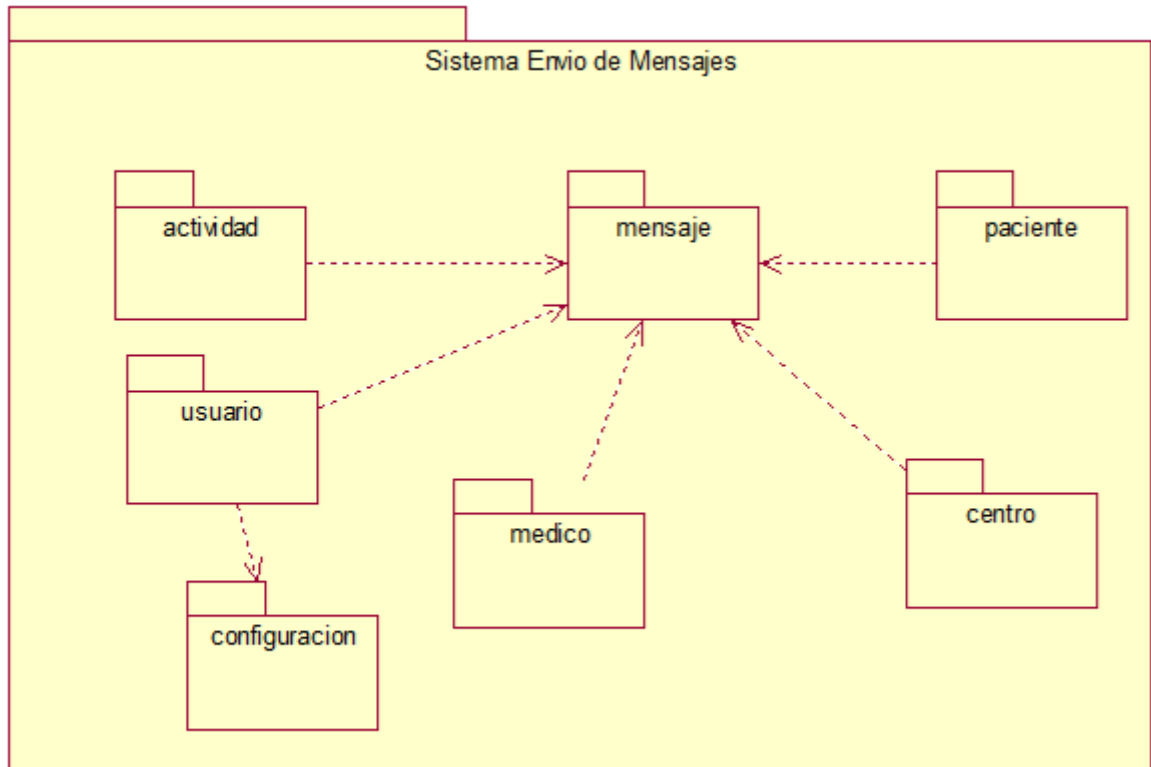 Sistema Envio de Mensajes
actividad
mensaje
paciente
usuario
medico
centro
configuracion